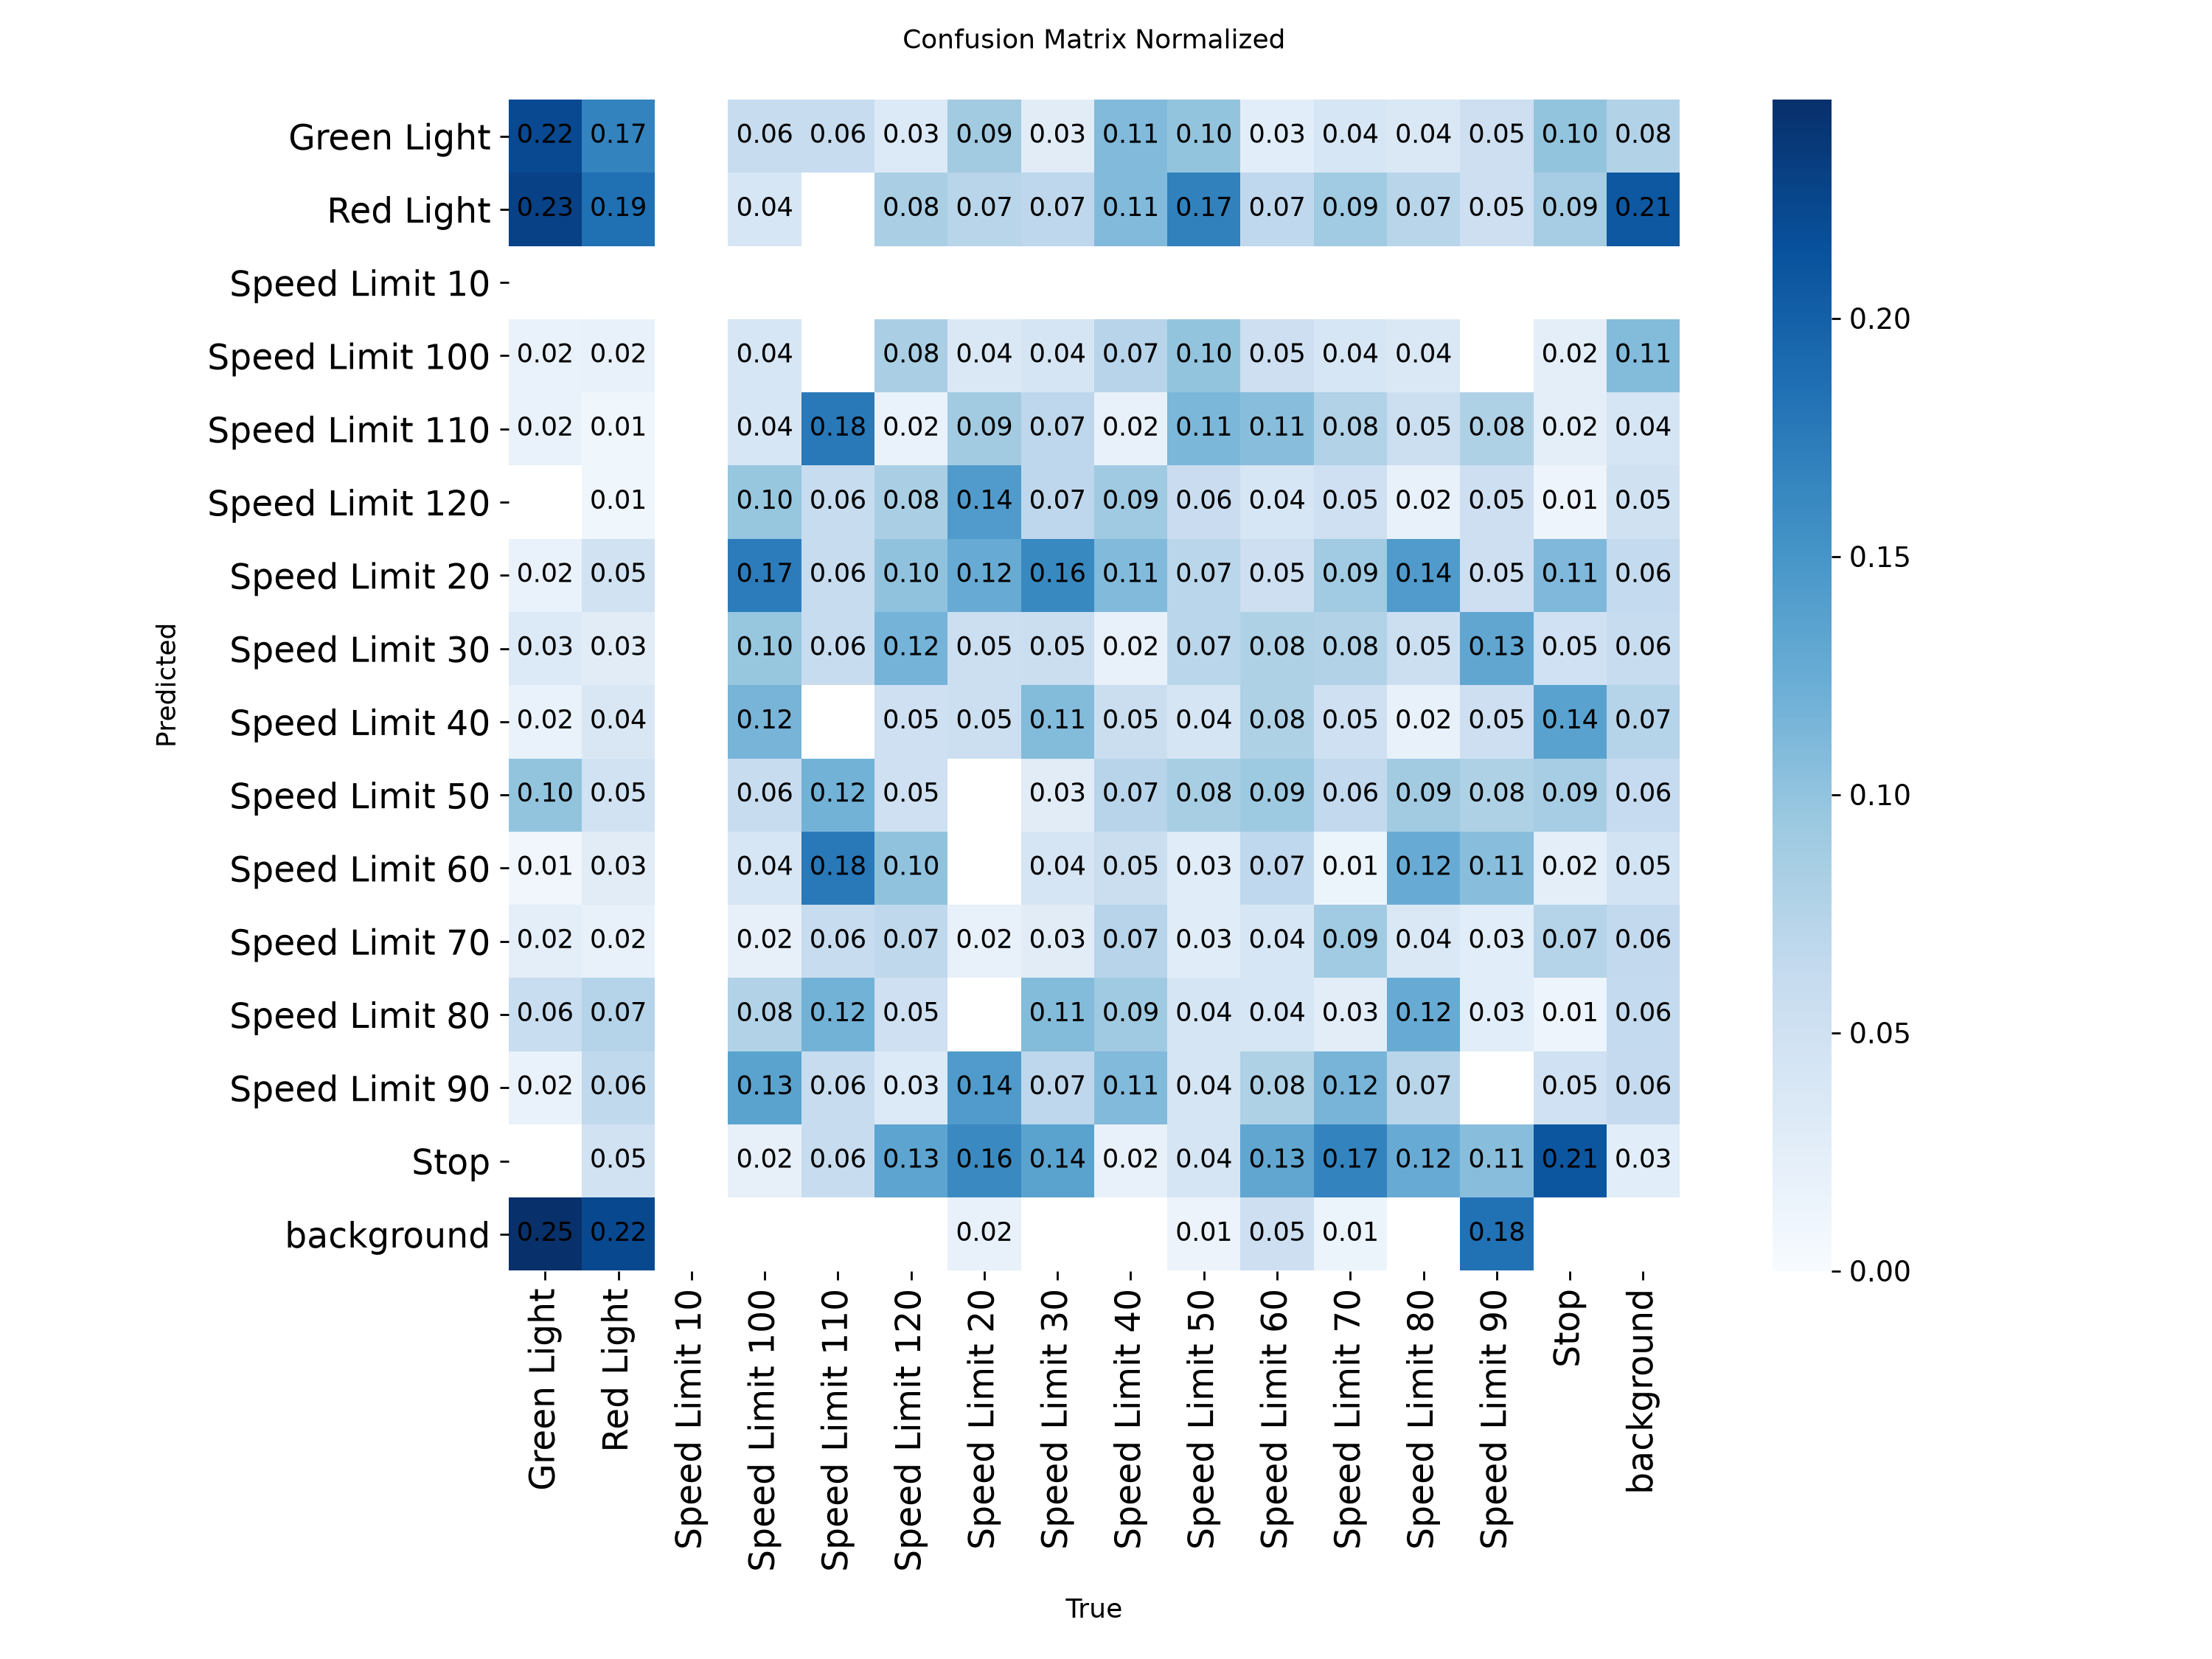 Confusion Matrix Normalized
Green Light 0.22 0.17 0.06 0.06 0.03 0.09 0.03 0.11 0.10 0.03 0.04 0.04 0.05 0.10 0.08
Red Light 0.23 0.19 0.04 0.08 0.07 0.07 0.11 0.17 0.07 0.09 0.07 0.05 0.09 0.21
Speed Limit 10
0.20
Speed Limit 100 0.02 0.02 0.04 0.08 0.04 0.04 0.07 0.10 0.05 0.04 0.04 0.02 0.11
Speed Limit 110 0.02 0.01 0.04 0.18 0.02 0.09 0.07 0.02 0.11 0.11 0.08 0.05 0.08 0.02 0.04
Speed Limit 120 0.01 0.10 0.06 0.08 0.14 0.07 0.09 0.06 0.04 0.05 0.02 0.05 0.01 0.05
0.15
Speed Limit 20 0.02 0.05 0.17 0.06 0.10 0.12 0.16 0.11 0.07 0.05 0.09 0.14 0.05 0.11 0.06
Speed Limit 30 0.03 0.03 0.10 0.06 0.12 0.05 0.05 0.02 0.07 0.08 0.08 0.05 0.13 0.05 0.06
Predicted
Speed Limit 40 0.02 0.04 0.12 0.05 0.05 0.11 0.05 0.04 0.08 0.05 0.02 0.05 0.14 0.07
Speed Limit 50 0.10 0.05 0.06 0.12 0.05 0.03 0.07 0.08 0.09 0.06 0.09 0.08 0.09 0.06
0.10
Speed Limit 60 0.01 0.03 0.04 0.18 0.10 0.04 0.05 0.03 0.07 0.01 0.12 0.11 0.02 0.05
Speed Limit 70 0.02 0.02 0.02 0.06 0.07 0.02 0.03 0.07 0.03 0.04 0.09 0.04 0.03 0.07 0.06
Speed Limit 80 0.06 0.07 0.08 0.12 0.05 0.11 0.09 0.04 0.04 0.03 0.12 0.03 0.01 0.06
0.05
Speed Limit 90 0.02 0.06 0.13 0.06 0.03 0.14 0.07 0.11 0.04 0.08 0.12 0.07 0.05 0.06
Stop 0.05 0.02 0.06 0.13 0.16 0.14 0.02 0.04 0.13 0.17 0.12 0.11 0.21 0.03
background 0.25 0.22 0.02 0.01 0.05 0.01 0.18
0.00
Green Light
Red Light
Speed Limit 10
Speed Limit 100
Speed Limit 110
Speed Limit 120
Speed Limit 20
Speed Limit 30
Speed Limit 40
Speed Limit 50
Speed Limit 60
Speed Limit 70
Speed Limit 80
Speed Limit 90
Stop
background
True